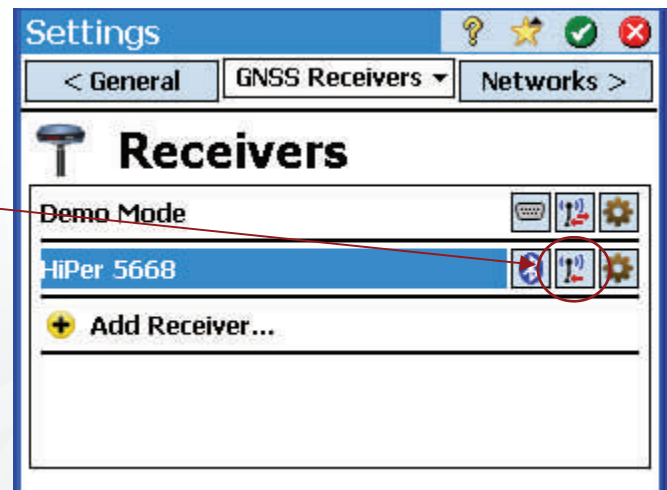 Settings
< General GNSS Receivers Networks >
Receivers
Demo Mode
HiPer 5668
Add Receiver...